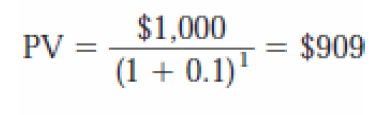 PV = $1,000 / (1 + 0.1)¹ = $909